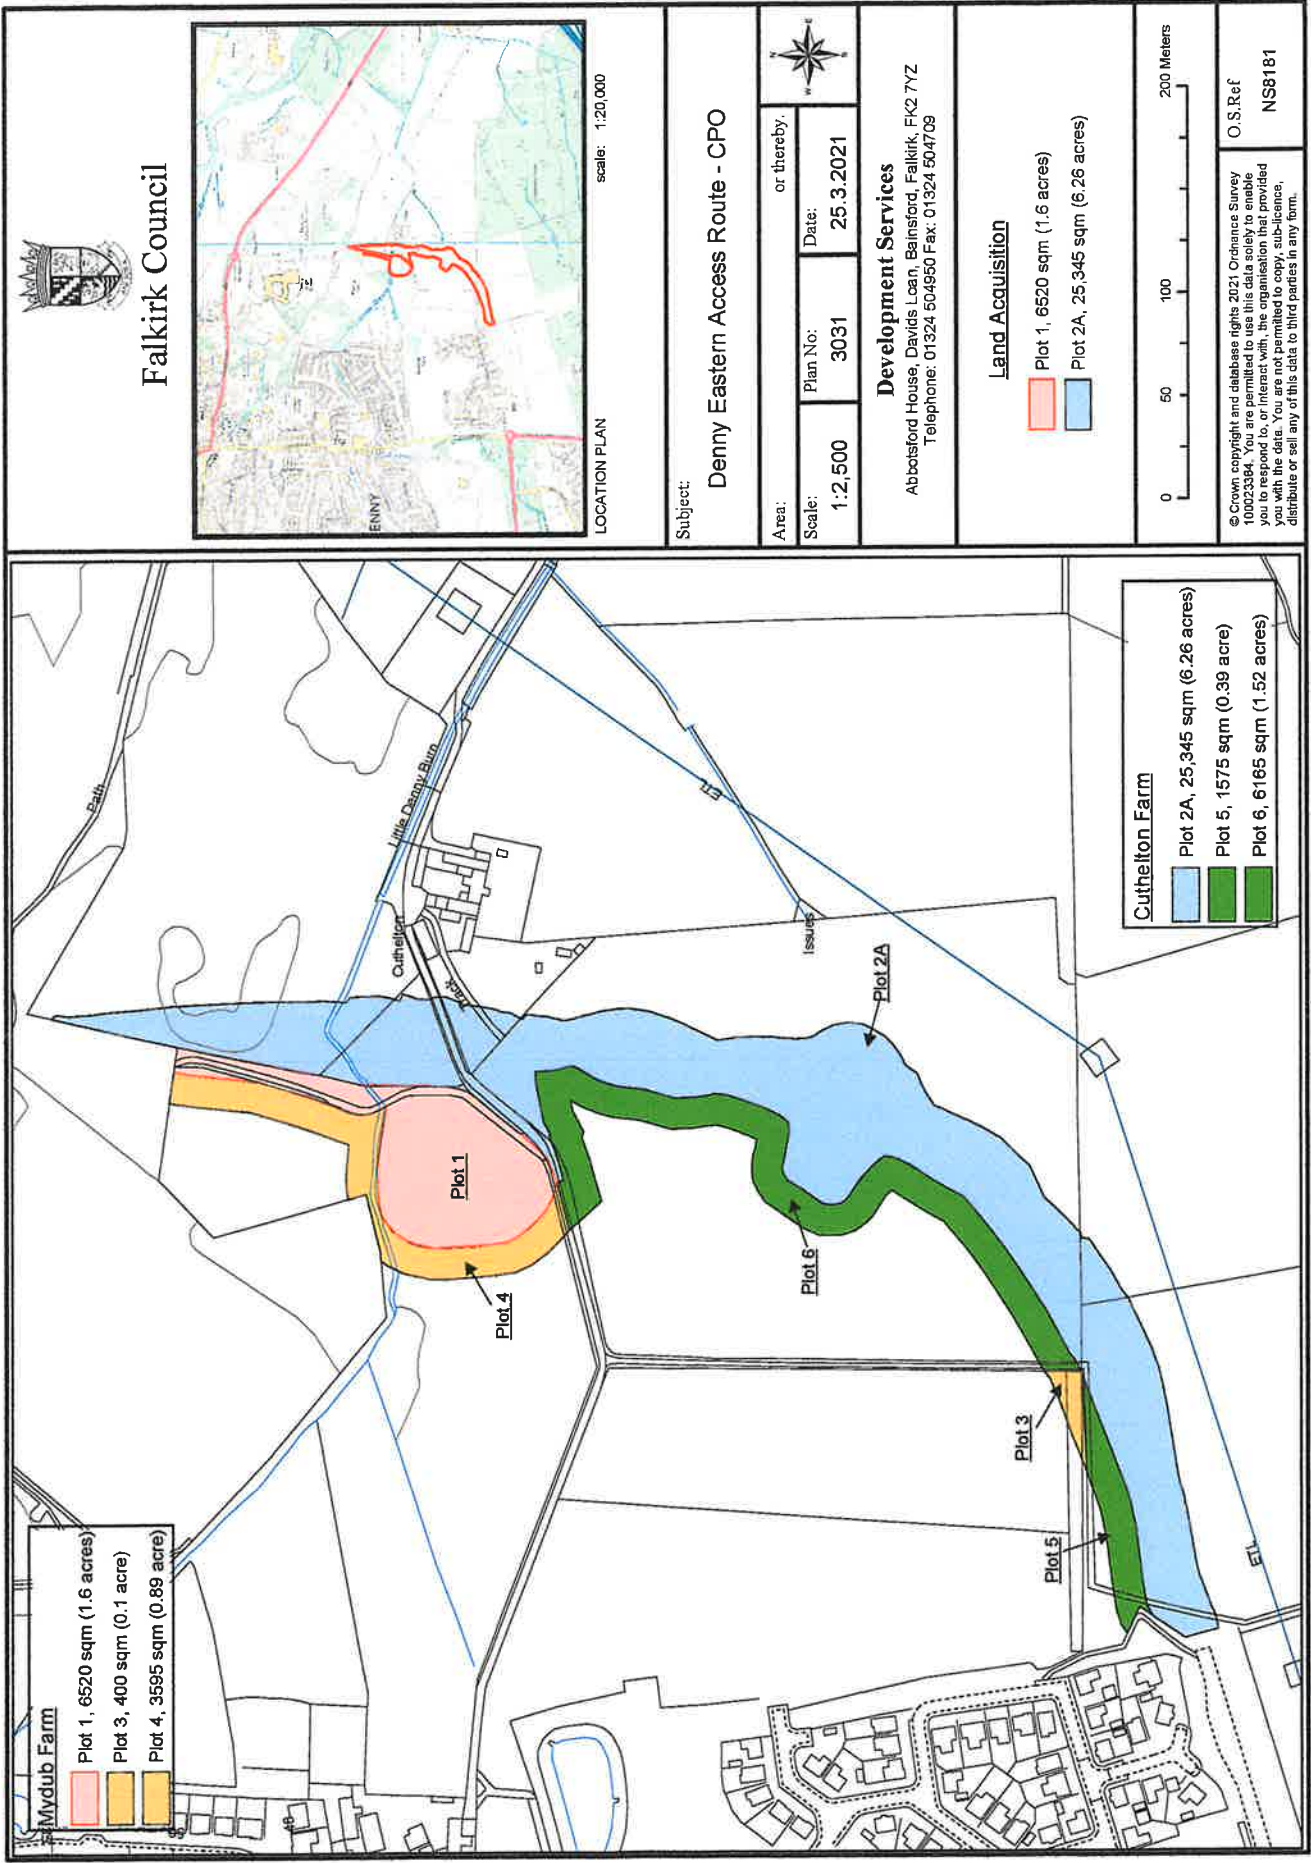 Falkirk Council
ENNY
LOCATION PLAN
scale: 1:20,000
Subject:
Denny Eastern Access Route - CPO
Area:
or thereby.
N
E
S
W
Scale:
1:2,500
Plan No:
3031
Date:
25.3.2021
Development Services
Abbotsford House, Davids Loan, Bainsford, Falkirk, FK2 7YZ
Telephone: 01324 504950 Fax: 01324 504709
Land Acquisition
Plot 1, 6520 sqm (1.6 acres)
Plot 2A, 25,345 sqm (6.26 acres)
0
50
100
200 Meters
© Crown copyright and database rights 2021 Ordnance Survey
100023384. You are permitted to use this data solely to enable
you to respond to, or interact with, the organisation that provided
you with the data. You are not permitted to copy, sub-licence,
distribute or sell any of this data to third parties in any form.
O.S.Ref
NS8181
Mydub Farm
Plot 1, 6520 sqm (1.6 acres)
Plot 3, 400 sqm (0.1 acre)
Plot 4, 3595 sqm (0.89 acre)
Path
Little Denny Burn
Cuthelton
Track
Plot 1
Plot 4
ETL
Issues
Plot 2A
Plot 6
Plot 3
Plot 5
ETL
Cuthelton Farm
Plot 2A, 25,345 sqm (6.26 acres)
Plot 5, 1575 sqm (0.39 acre)
Plot 6, 6165 sqm (1.52 acres)